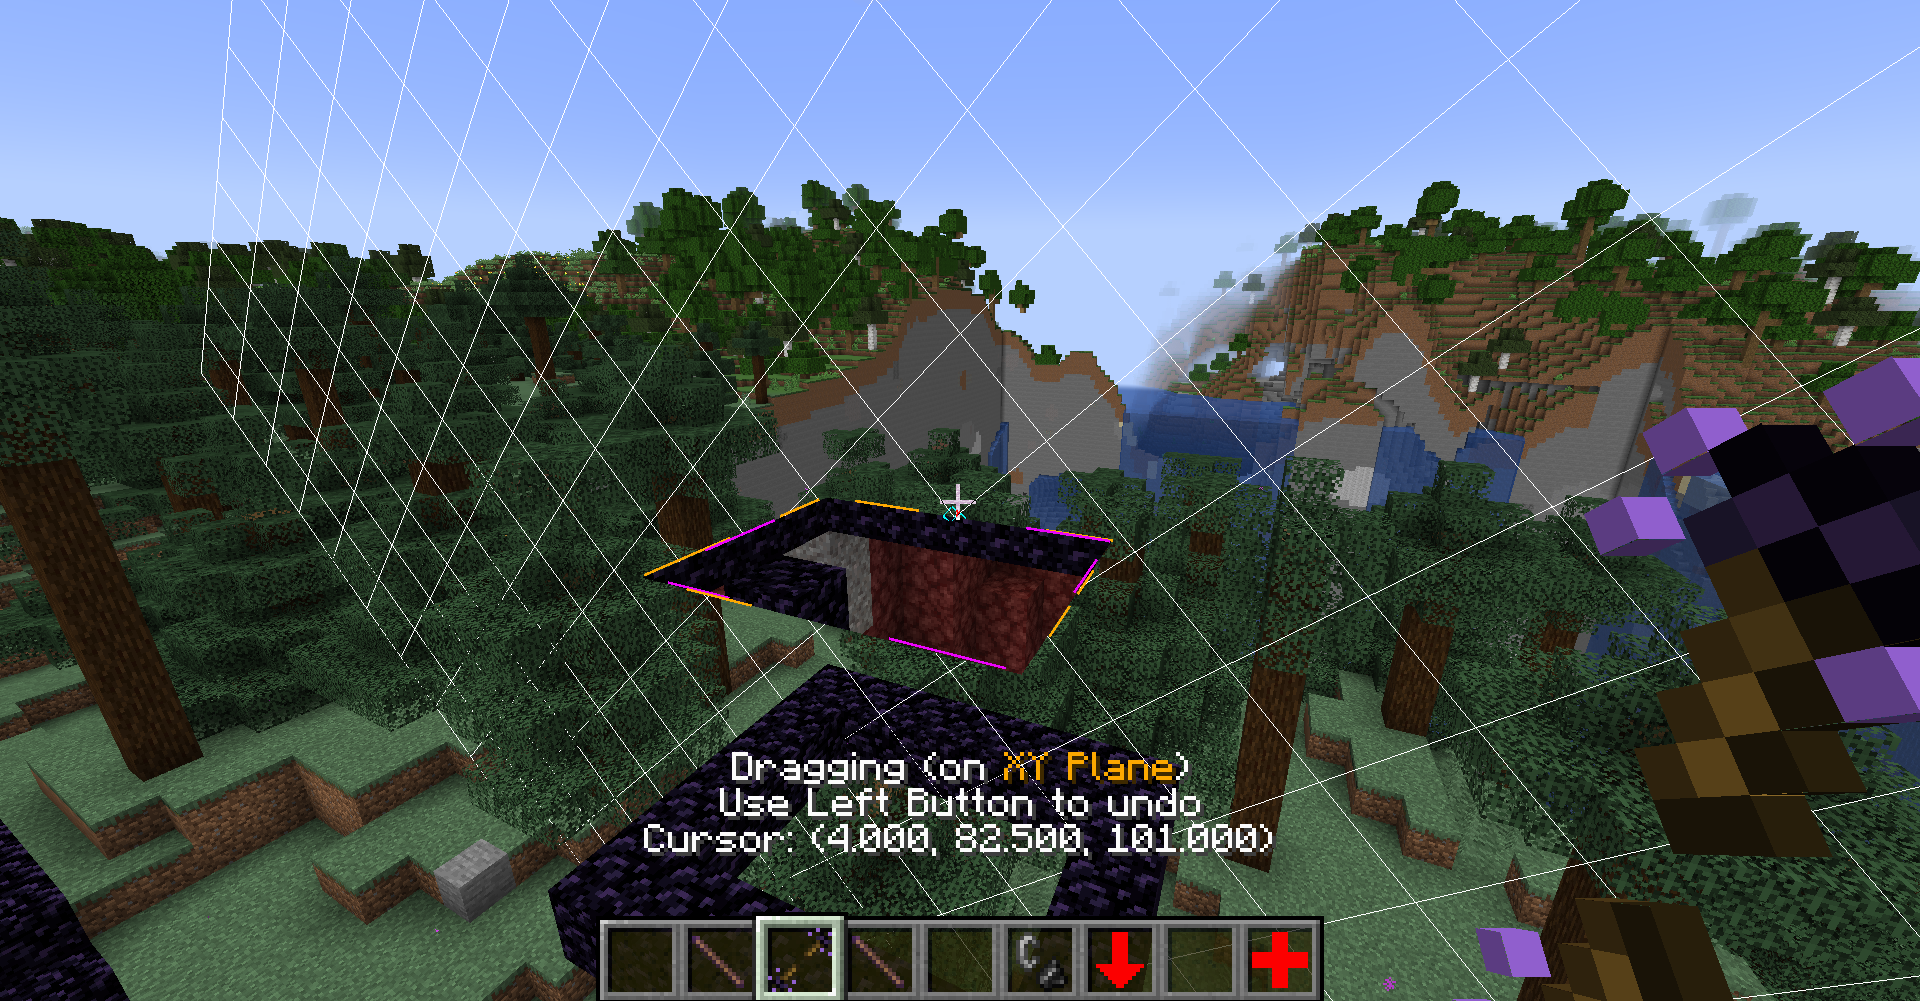 Dragging (on XY Plane)
Use Left Button to undo
Cursor: (4.000, 82.500, 101.000)